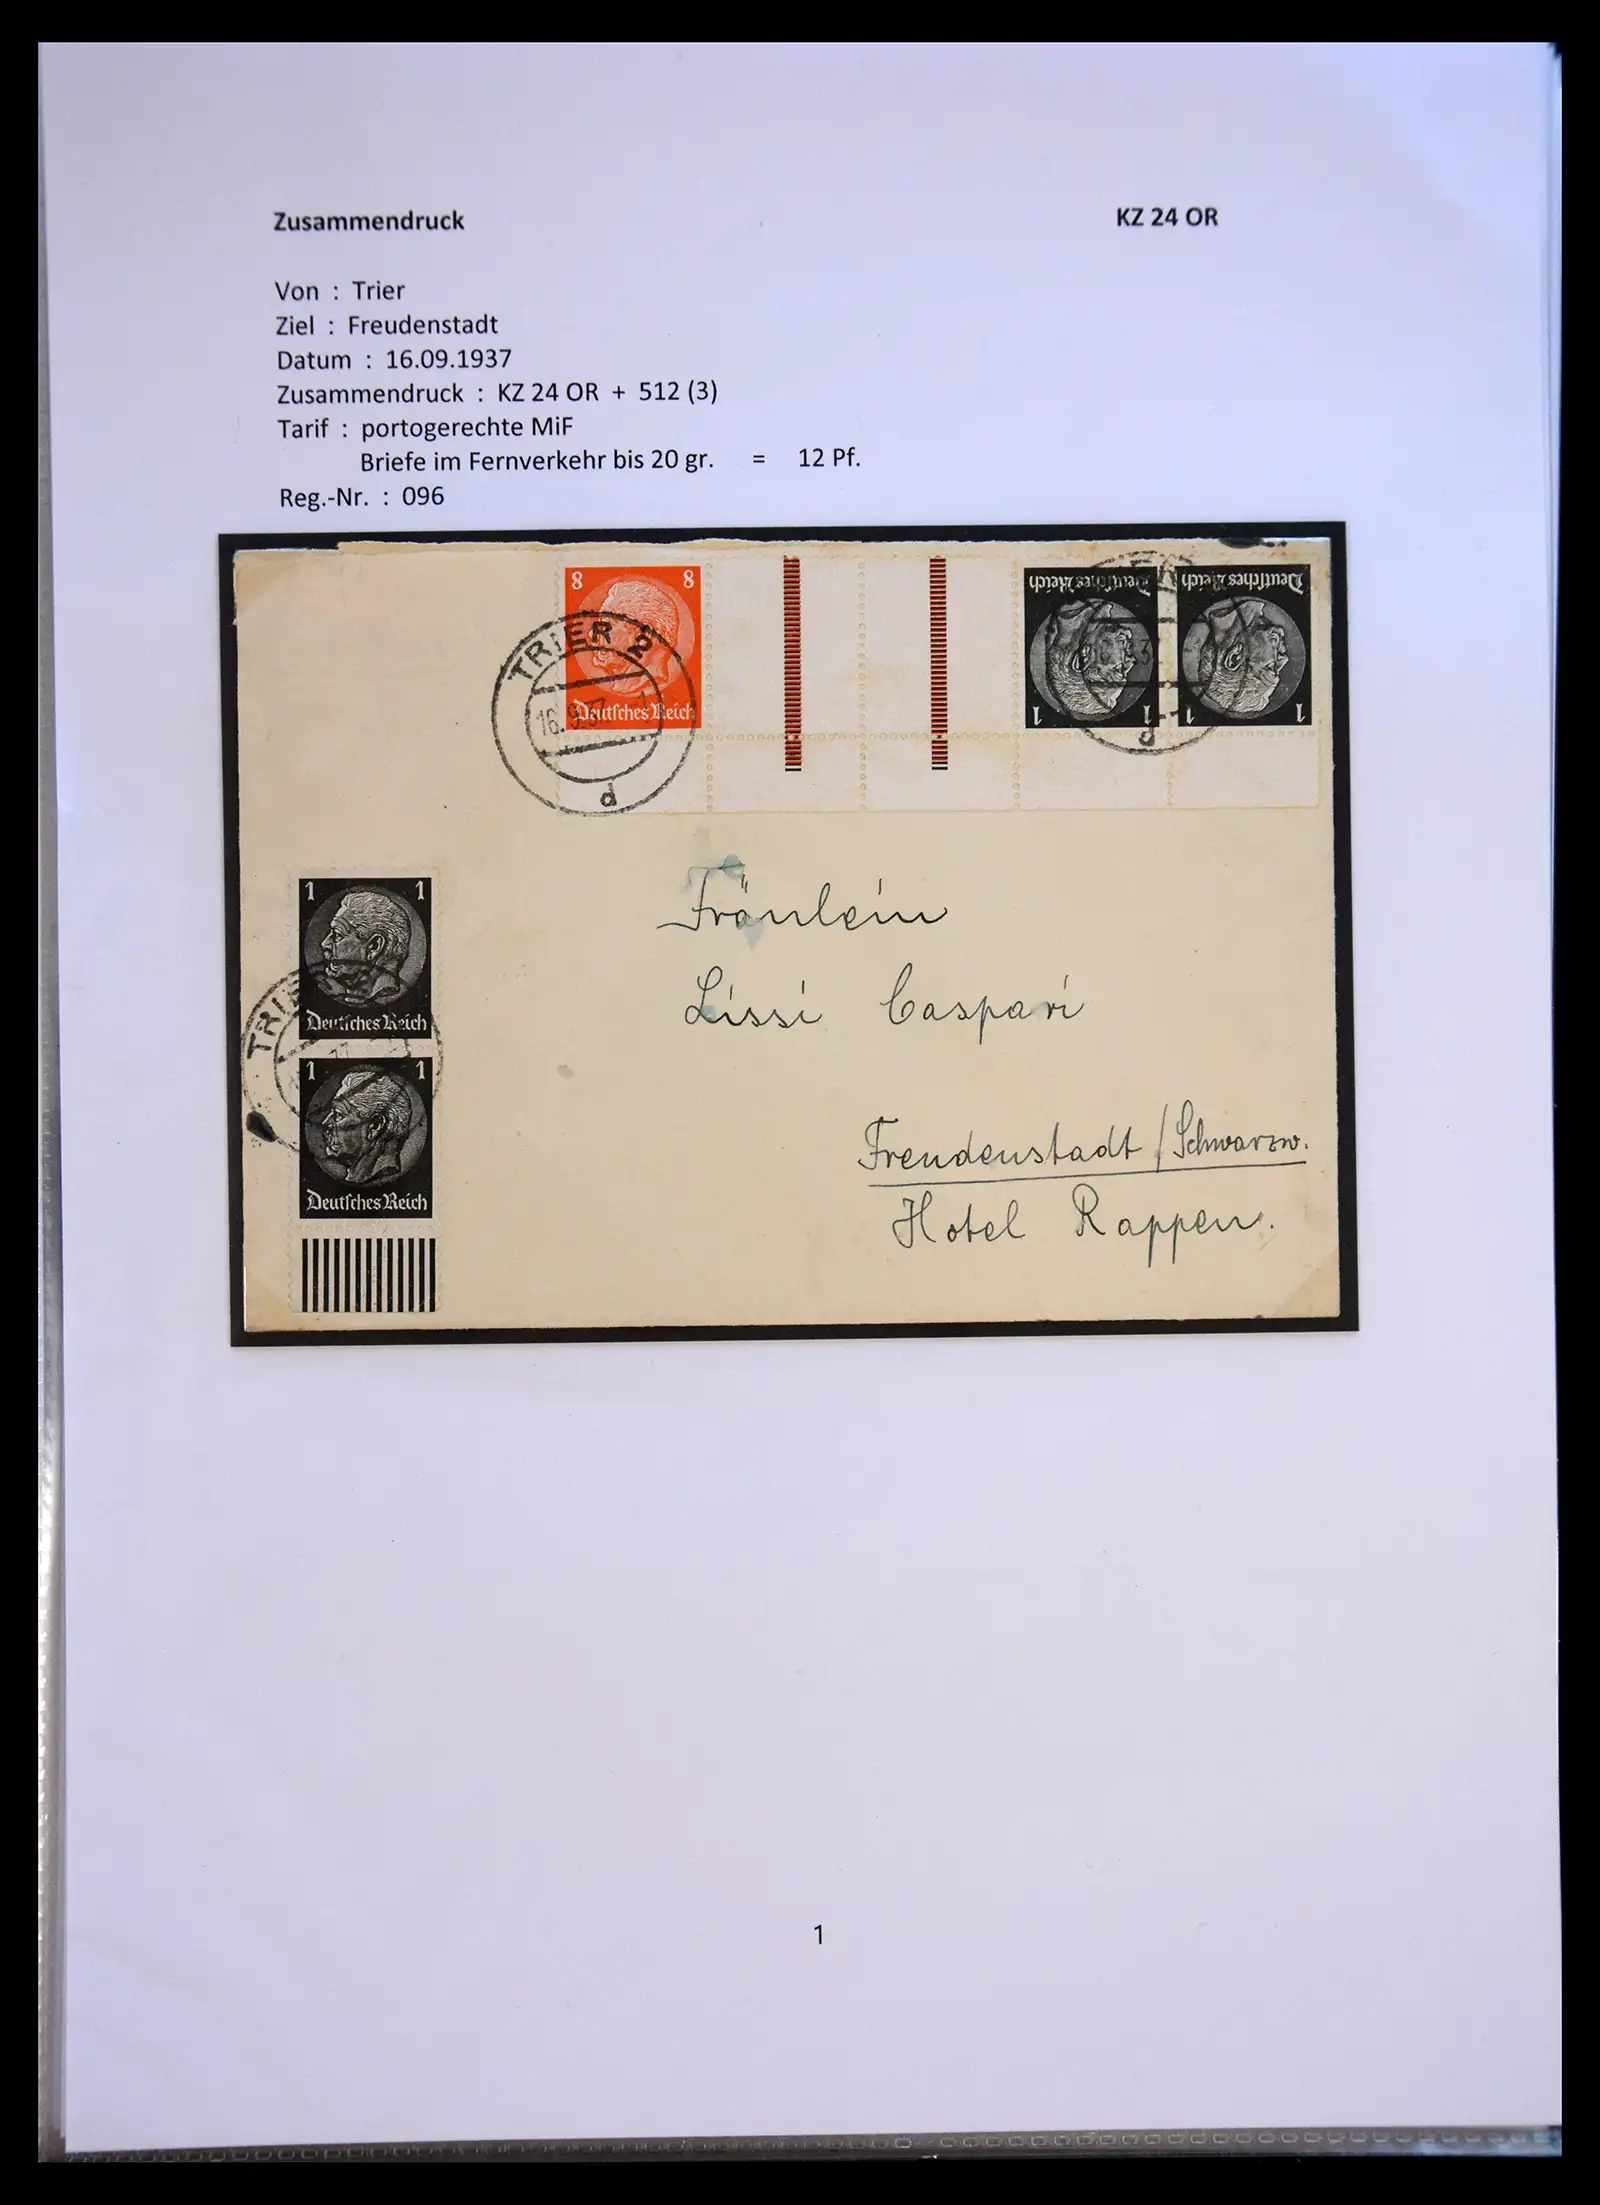 Zusammendruck KZ 24 OR
Von : Trier
Ziel : Freudenstadt
Datum : 16.09.1937
Zusammendruck : KZ 24 OR + 512 (3)
Tarif : portogerechte MiF
Briefe im Fernverkehr bis 20 gr. = 12 Pf.
Reg.-Nr. : 096
8 8
Deutsches Reich
TRIER 2
16.9.37
d
Deutsches Reich
1 1
Deutsches Reich
1 1
d
Fräulein
Lissi Caspari
Freudenstadt / Schwarzw.
Hotel Rappen.
1 1
Deutsches Reich
TRIER
1 1
Deutsches Reich
1